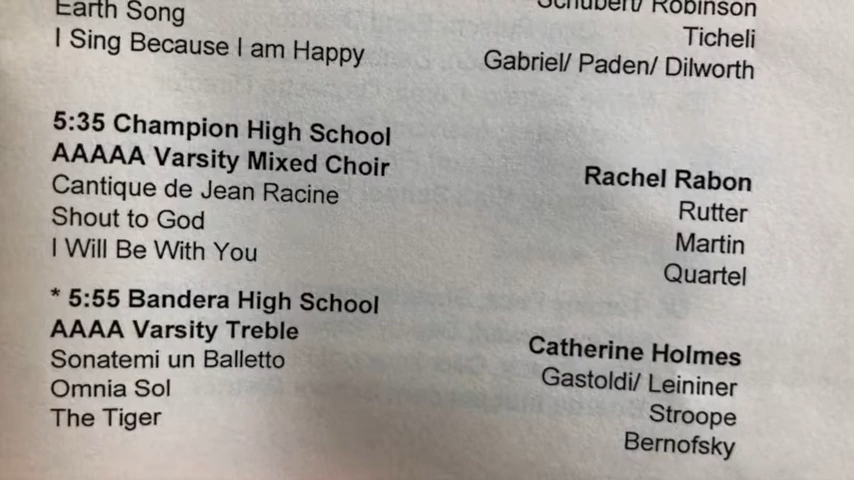 Schubert/ Robinson
Earth Song Ticheli
I Sing Because I am Happy Gabriel/ Paden/ Dilworth
5:35 Champion High School
AAAAA Varsity Mixed Choir Rachel Rabon
Cantique de Jean Racine Rutter
Shout to God Martin
I Will Be With You Quartel
* 5:55 Bandera High School
AAAA Varsity Treble Catherine Holmes
Sonatemi un Balletto Gastoldi/ Leininer
Omnia Sol Stroope
The Tiger Bernofsky